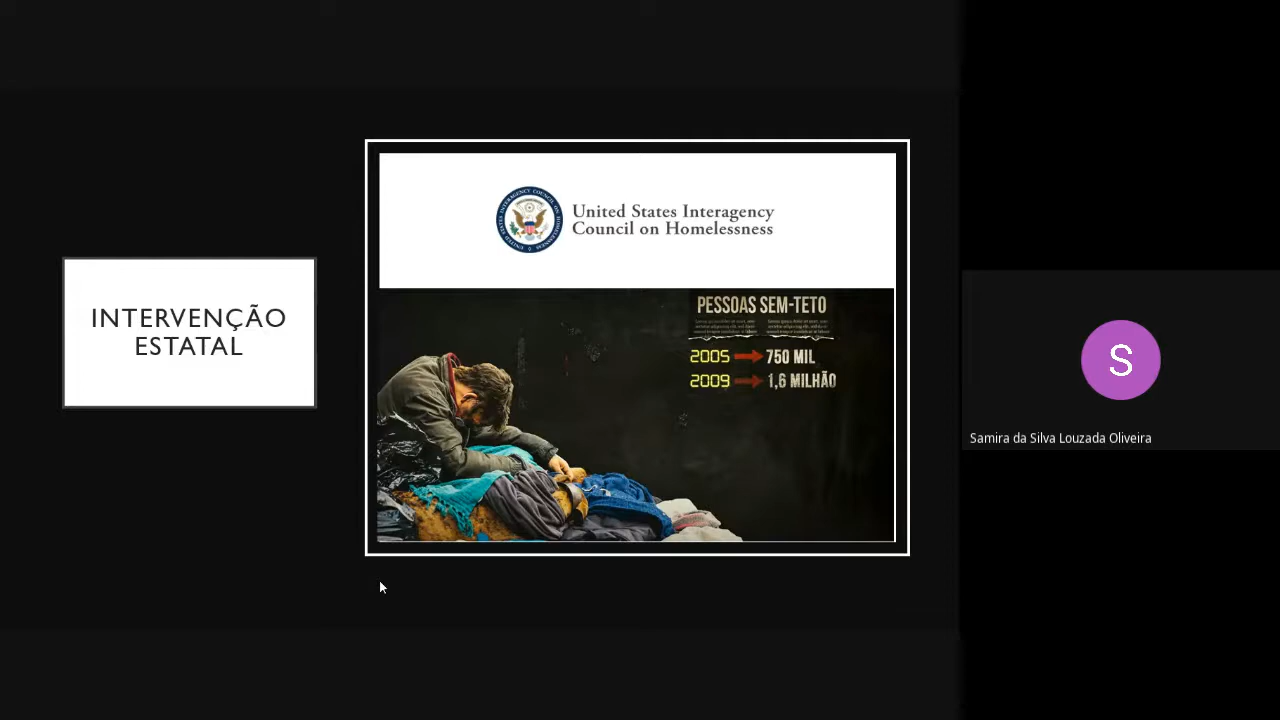 INTERVENÇÃO
ESTATAL
United States Interagency
Council on Homelessness
PESSOAS SEM-TETO
2005 750 MIL
2009 1,6 MILHÃO
S
Samira da Silva Louzada Oliveira